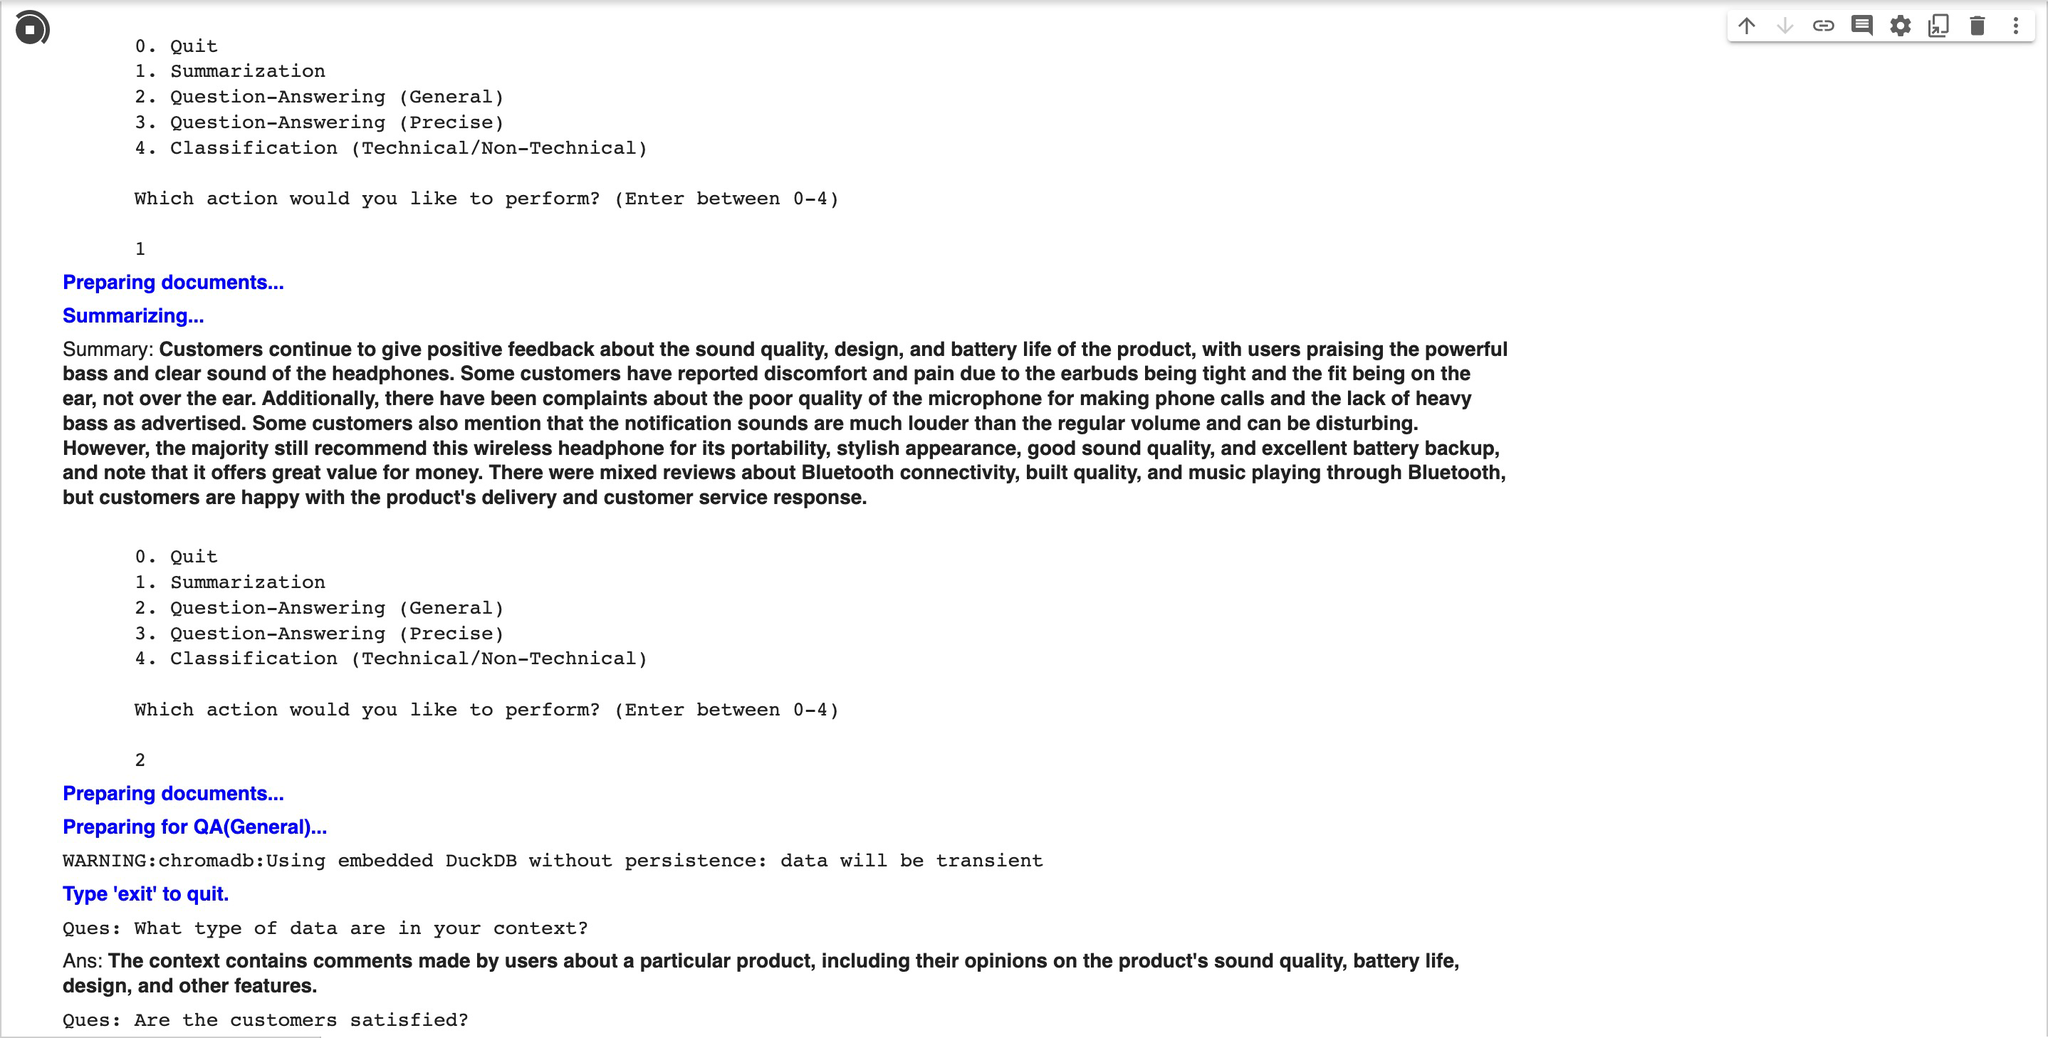 0. Quit
1. Summarization
2. Question-Answering (General)
3. Question-Answering (Precise)
4. Classification (Technical/Non-Technical)
Which action would you like to perform? (Enter between 0-4)
1
Preparing documents...
Summarizing...
Summary: Customers continue to give positive feedback about the sound quality, design, and battery life of the product, with users praising the powerful
bass and clear sound of the headphones. Some customers have reported discomfort and pain due to the earbuds being tight and the fit being on the
ear, not over the ear. Additionally, there have been complaints about the poor quality of the microphone for making phone calls and the lack of heavy
bass as advertised. Some customers also mention that the notification sounds are much louder than the regular volume and can be disturbing.
However, the majority still recommend this wireless headphone for its portability, stylish appearance, good sound quality, and excellent battery backup,
and note that it offers great value for money. There were mixed reviews about Bluetooth connectivity, built quality, and music playing through Bluetooth,
but customers are happy with the product's delivery and customer service response.
0. Quit
1. Summarization
2. Question-Answering (General)
3. Question-Answering (Precise)
4. Classification (Technical/Non-Technical)
Which action would you like to perform? (Enter between 0-4)
2
Preparing documents...
Preparing for QA(General)...
WARNING:chromadb:Using embedded DuckDB without persistence: data will be transient
Type 'exit' to quit.
Ques: What type of data are in your context?
Ans: The context contains comments made by users about a particular product, including their opinions on the product's sound quality, battery life,
design, and other features.
Ques: Are the customers satisfied?